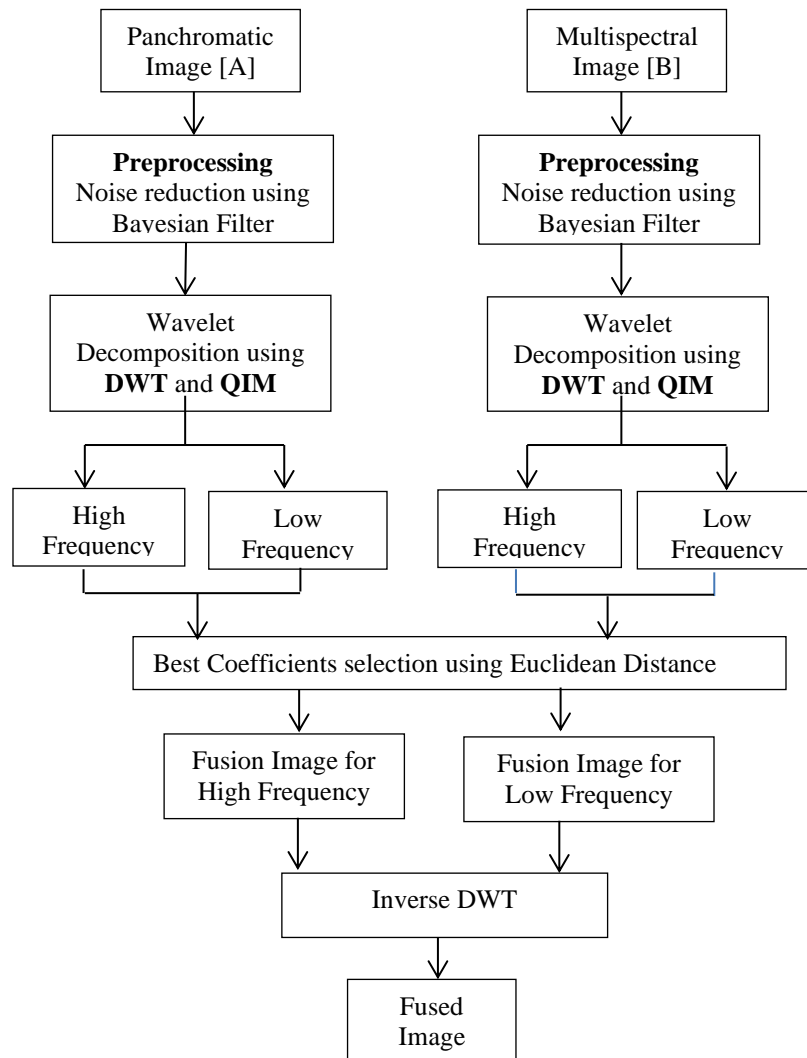 Panchromatic
Image [A]
Multispectral
Image [B]
Preprocessing
Noise reduction using
Bayesian Filter
Preprocessing
Noise reduction using
Bayesian Filter
Wavelet
Decomposition using
DWT and QIM
Wavelet
Decomposition using
DWT and QIM
High
Frequency
Low
Frequency
High
Frequency
Low
Frequency
Best Coefficients selection using Euclidean Distance
Fusion Image for
High Frequency
Fusion Image for
Low Frequency
Inverse DWT
Fused
Image